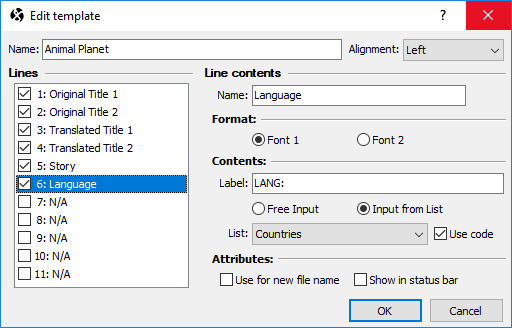 Edit template
Name: Animal Planet Alignment: Left
Lines
1: Original Title 1
2: Original Title 2
3: Translated Title 1
4: Translated Title 2
5: Story
6: Language
7: N/A
8: N/A
9: N/A
10: N/A
11: N/A
Line contents
Name: Language
Format:
Font 1 Font 2
Contents:
Label: LANG:
Free Input Input from List
List: Countries Use code
Attributes:
Use for new file name Show in status bar
OK Cancel